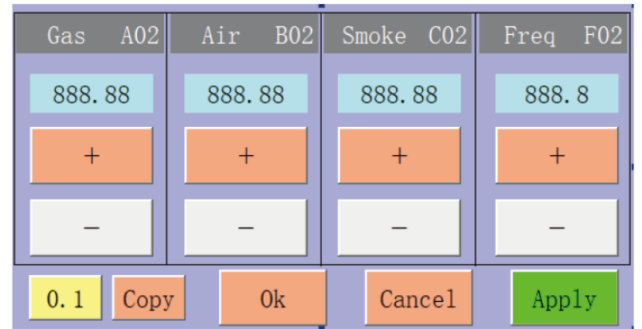 Gas A02 Air B02 Smoke C02 Freq F02
888.88 888.88 888.88 888.8
+ + + +
- - - -
0.1 Copy Ok Cancel Apply